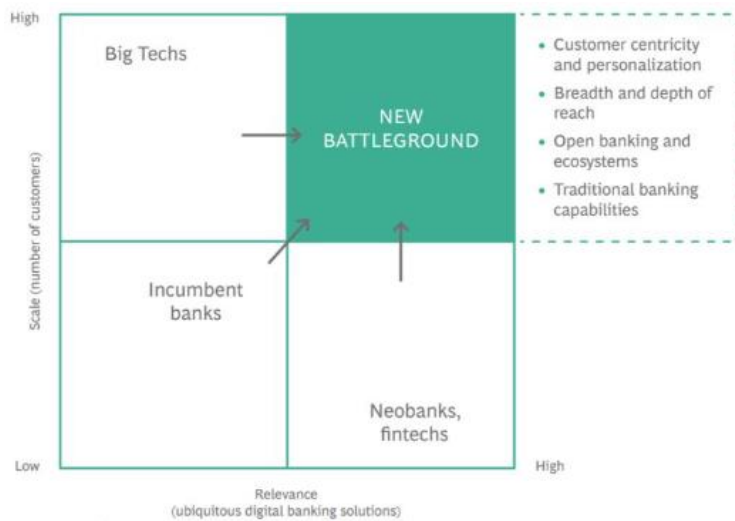 High
Big Techs
NEW
BATTLEGROUND
• Customer centricity
and personalization
• Breadth and depth of
reach
• Open banking and
ecosystems
• Traditional banking
capabilities
Scale (number of customers)
Incumbent
banks
Neobanks,
fintechs
Low
High
Relevance
(ubiquitous digital banking solutions)